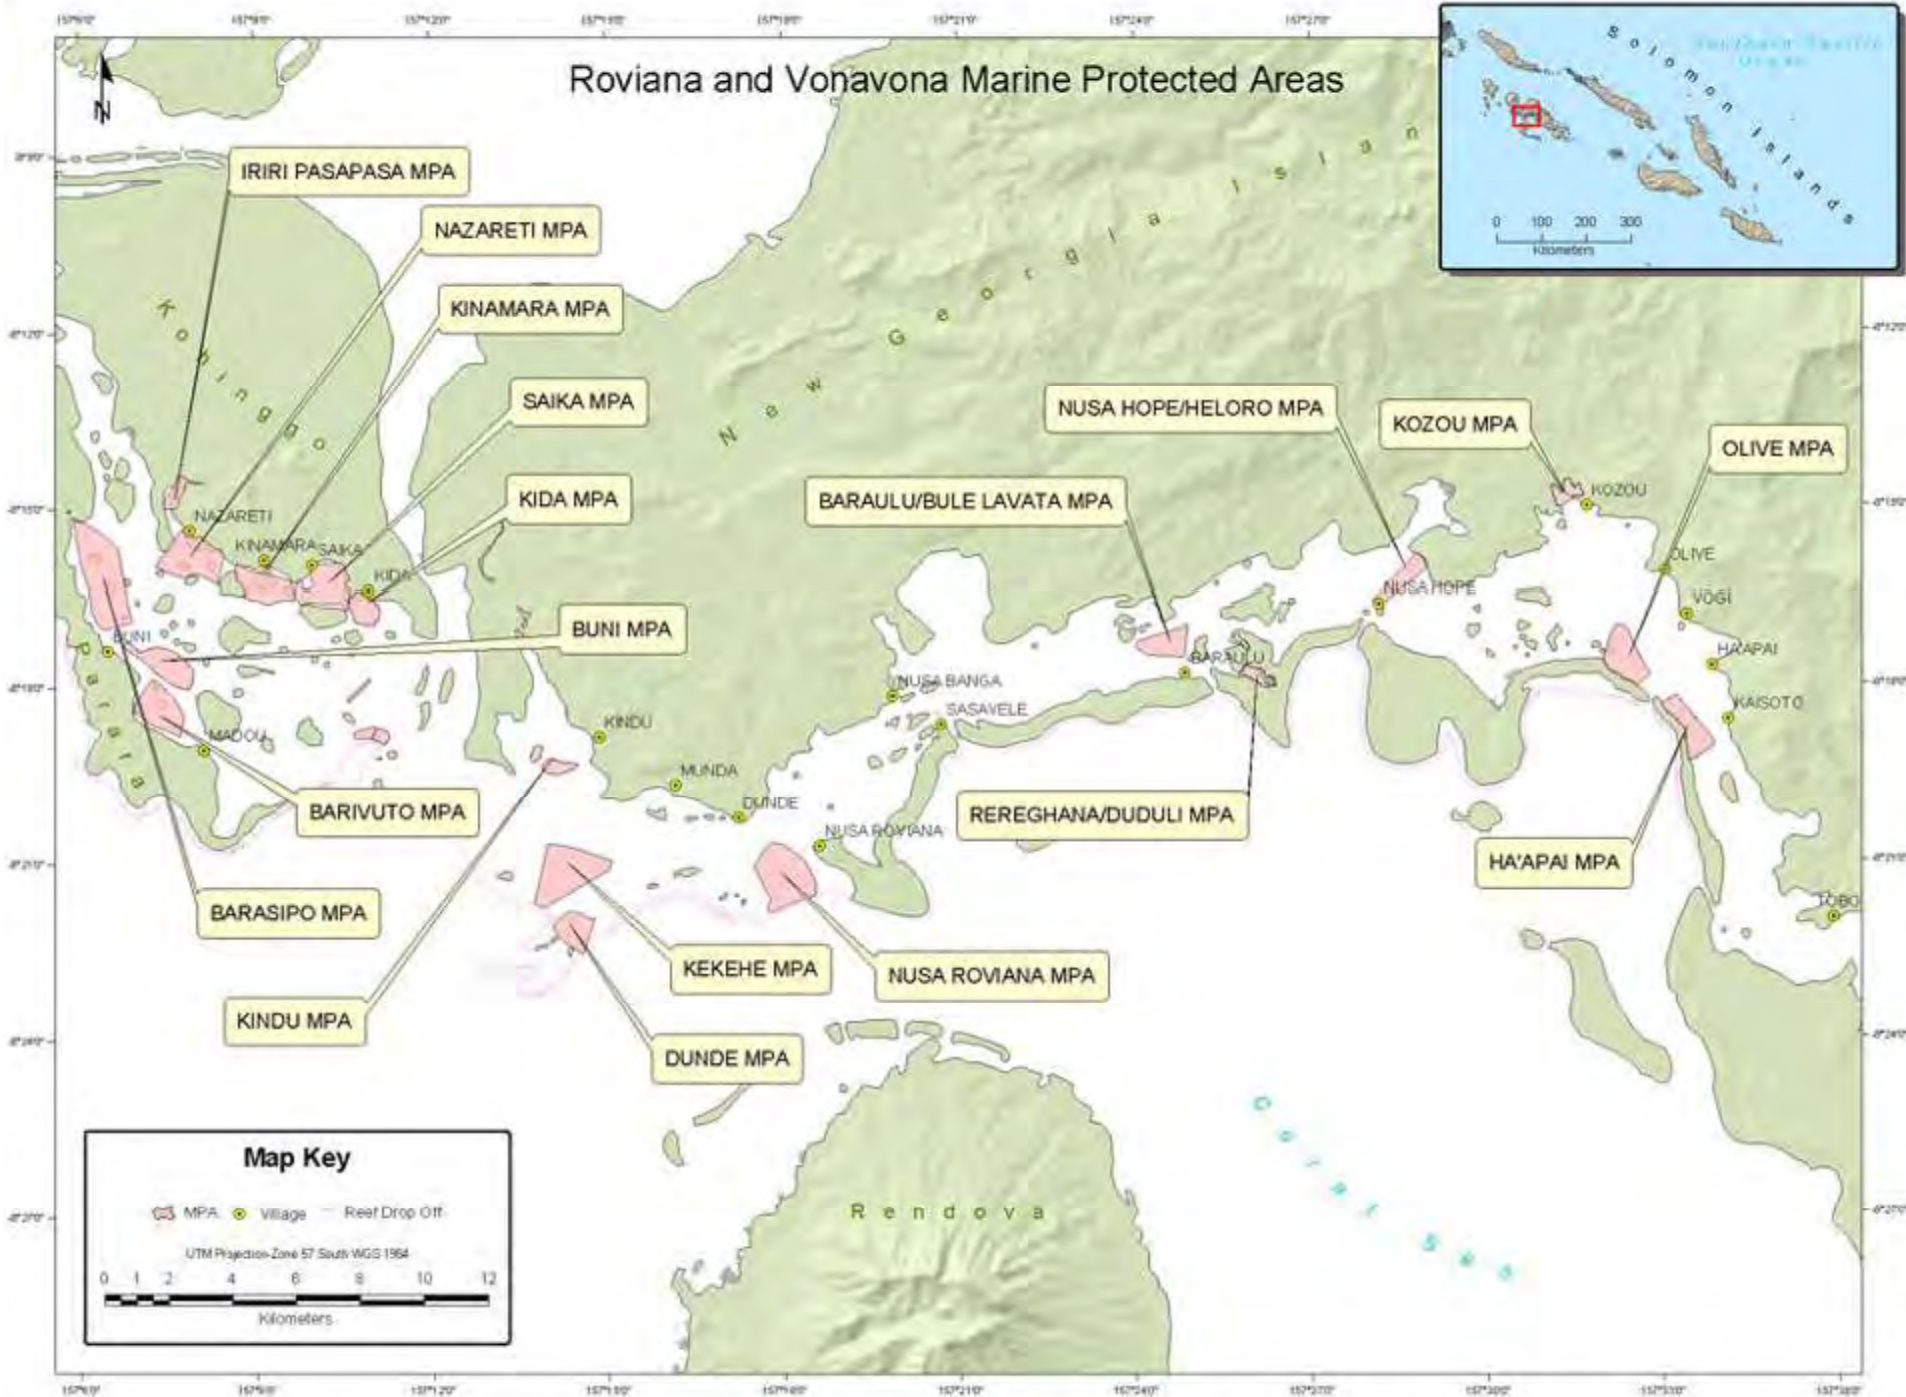 Roviana and Vonavona Marine Protected Areas
N
Solomon Islands
0 100 200 300
Kilometers
IRIRI PASAPASA MPA
NAZARETI MPA
KINAMARA MPA
SAIKA MPA
KIDA MPA
BUNI MPA
BARIVUTO MPA
BARASIPO MPA
KINDU MPA
KEKEHE MPA
DUNDE MPA
NUSA ROVIANA MPA
BARAULU/BULE LAVATA MPA
NUSA HOPE/HELORO MPA
KOZOU MPA
OLIVE MPA
REREGHANA/DUDULI MPA
HA'APAI MPA
Kohinggo
New Georgia Island
Parara
Rendova
NAZARETI
KINAMARA
SAIKA
KIDA
BUNI
MADOU
KINDU
MUNDA
DUNDE
NUSA ROVIANA
NUSA BANGA
SASAVELE
BARAULU
NUSA HOPE
KOZOU
OLIVE
VOGI
HA'APAI
KAISOTO
TOBO
Map Key
MPA Village Reef Drop Off
UTM Projection-Zone 57 South WGS 1984
0 1 2 4 6 8 10 12
Kilometers